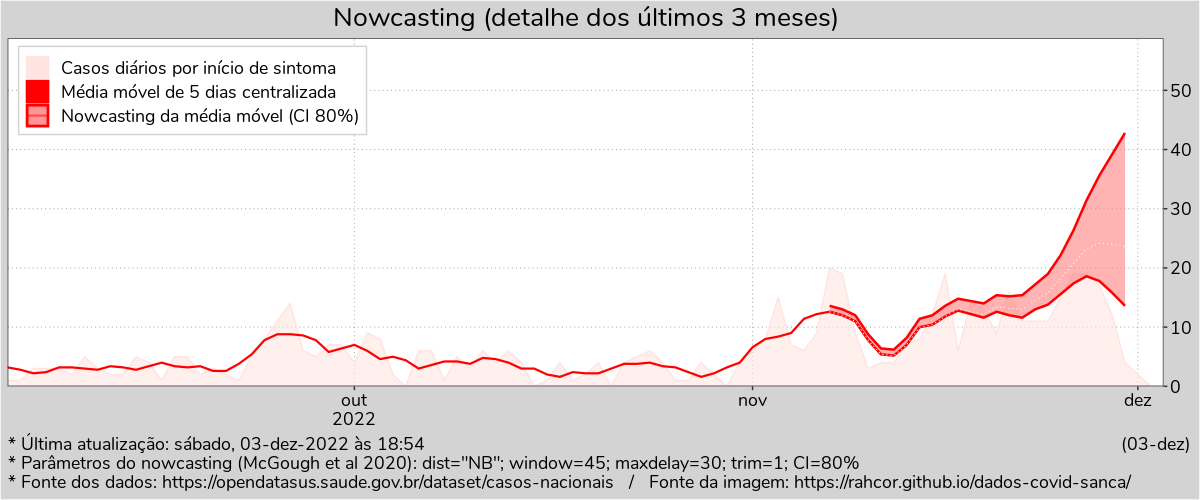 Nowcasting (detalhe dos últimos 3 meses)
Casos diários por início de sintoma
Média móvel de 5 dias centralizada
Nowcasting da média móvel (CI 80%)
50
40
30
20
10
0
out
2022
nov
dez
* Última atualização: sábado, 03-dez-2022 às 18:54
(03-dez)
* Parâmetros do nowcasting (McGough et al 2020): dist="NB"; window=45; maxdelay=30; trim=1; CI=80%
* Fonte dos dados: https://opendatasus.saude.gov.br/dataset/casos-nacionais / Fonte da imagem: https://rahcor.github.io/dados-covid-sanca/